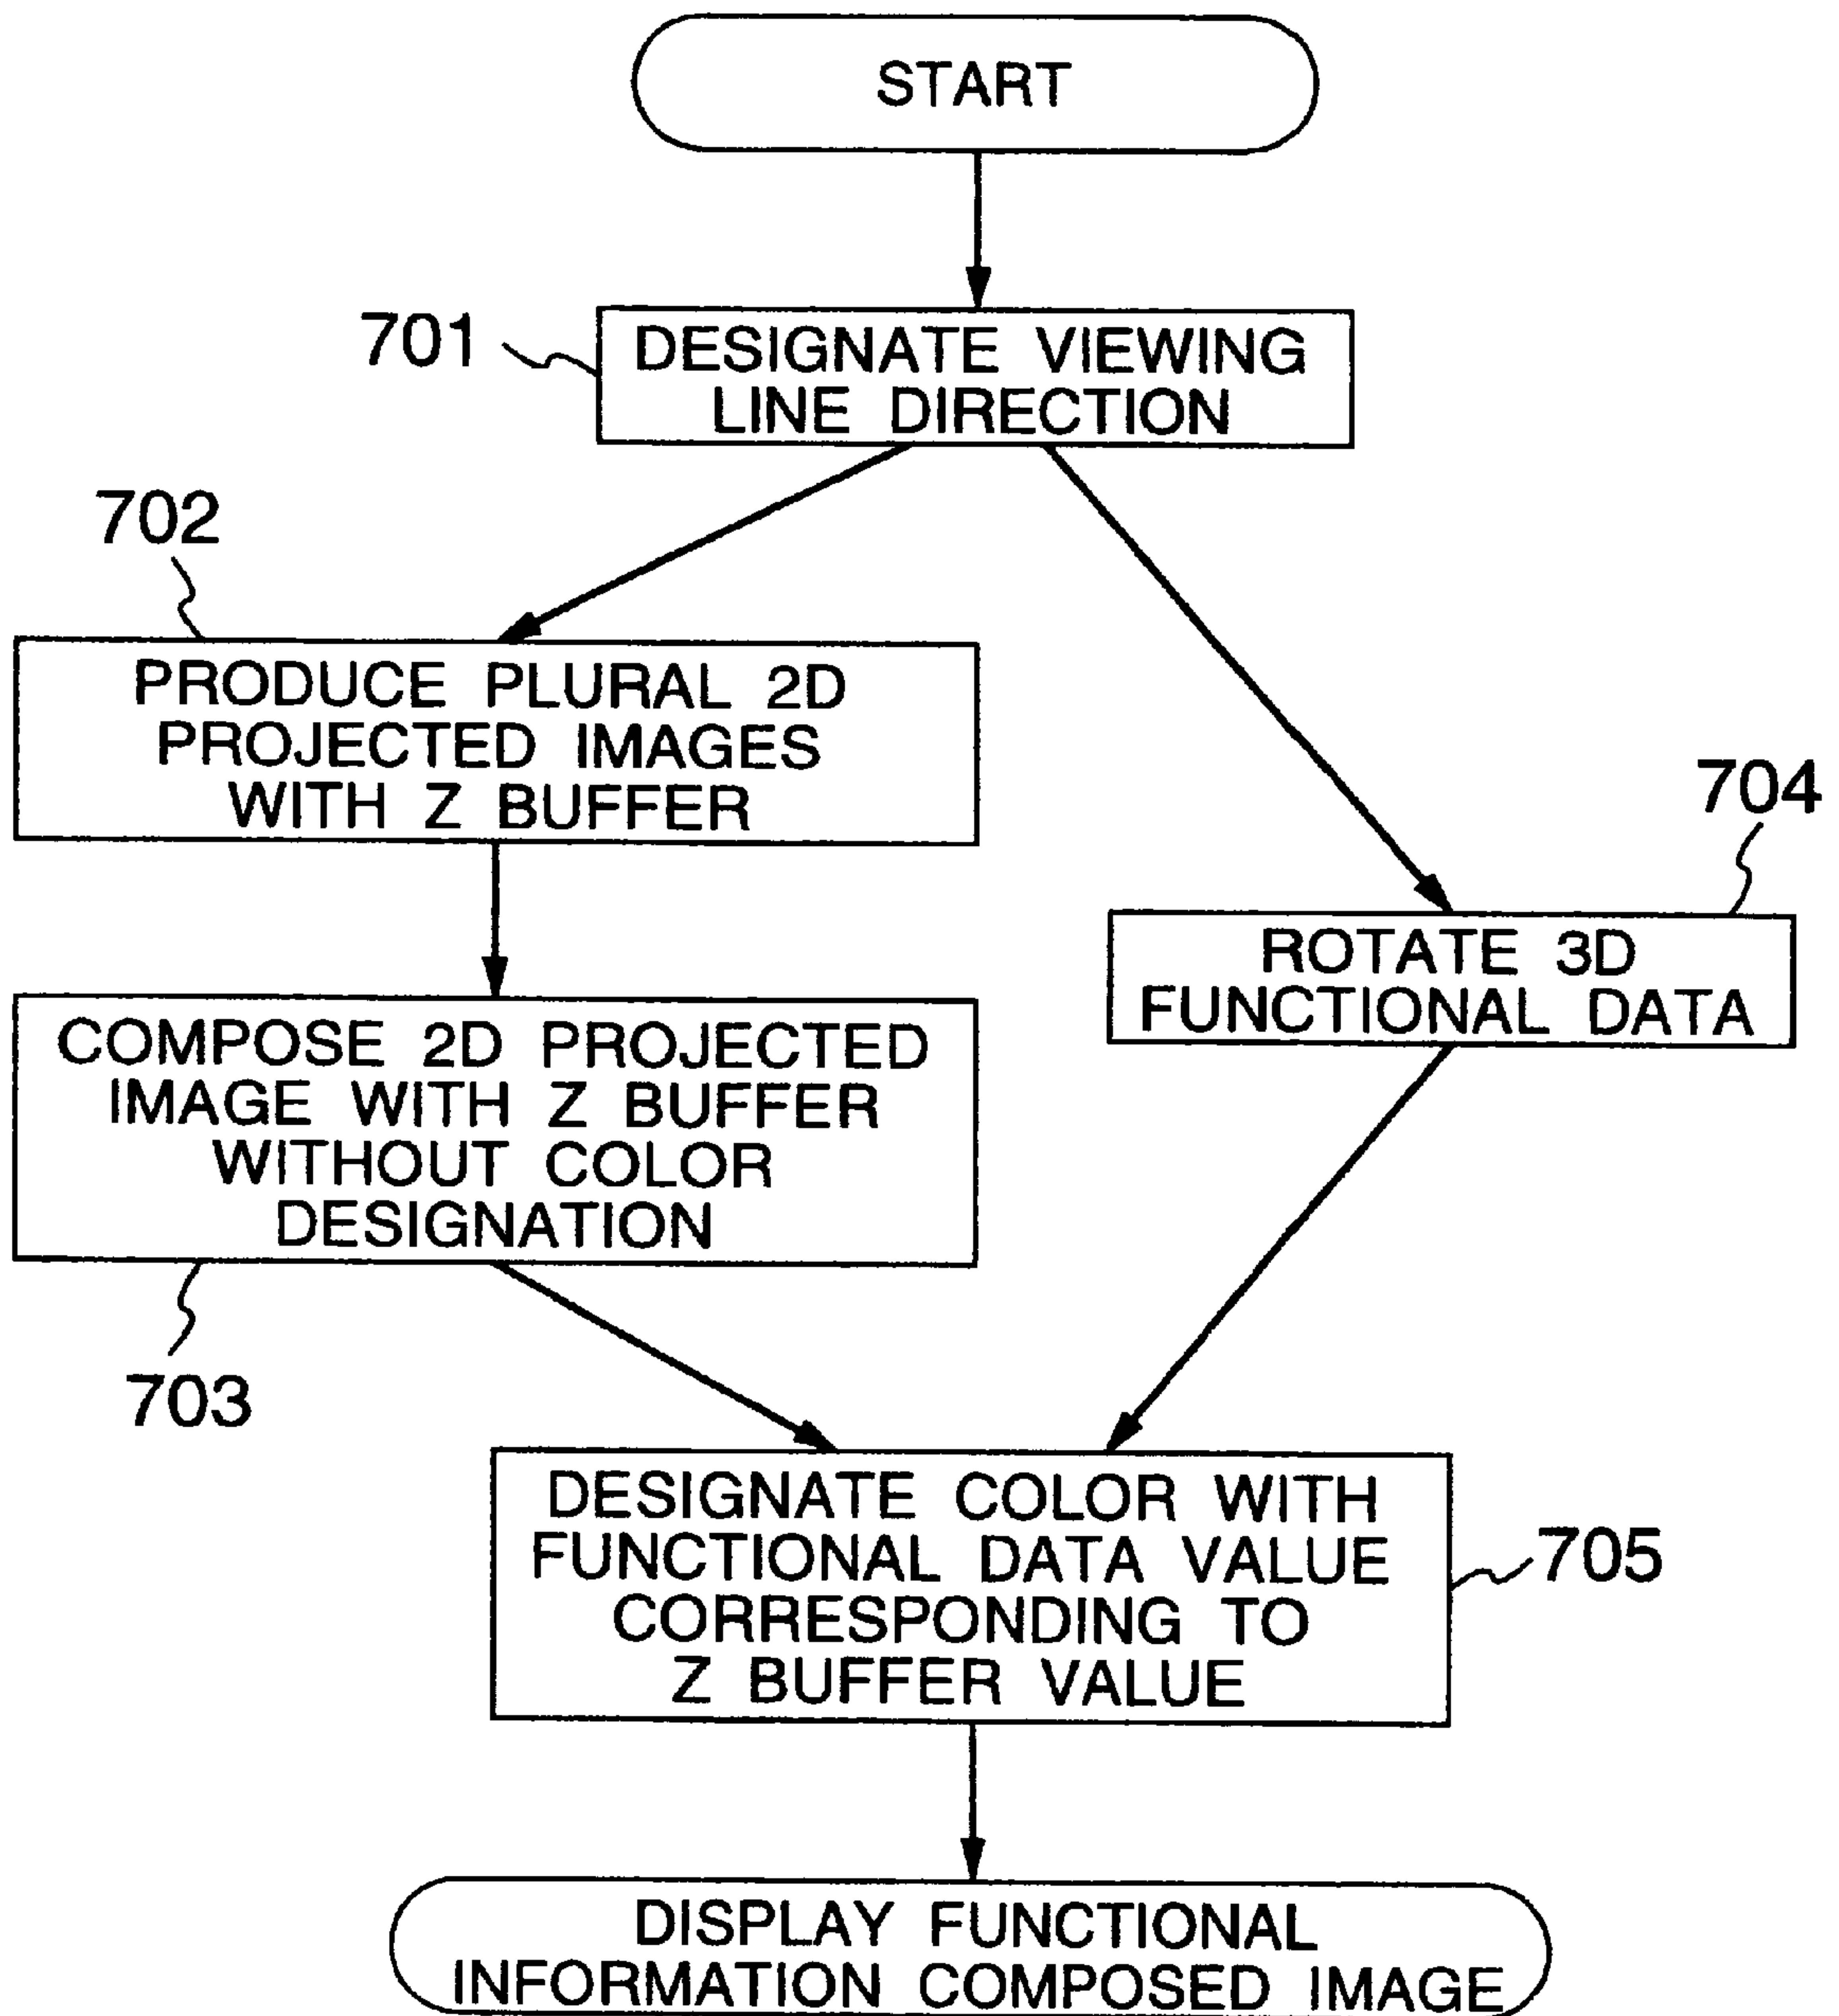 START
701
DESIGNATE VIEWING
LINE DIRECTION
702
PRODUCE PLURAL 2D
PROJECTED IMAGES
WITH Z BUFFER
704
ROTATE 3D
FUNCTIONAL DATA
COMPOSE 2D PROJECTED
IMAGE WITH Z BUFFER
WITHOUT COLOR
DESIGNATION
703
DESIGNATE COLOR WITH
FUNCTIONAL DATA VALUE
CORRESPONDING TO
Z BUFFER VALUE
705
DISPLAY FUNCTIONAL
INFORMATION COMPOSED IMAGE